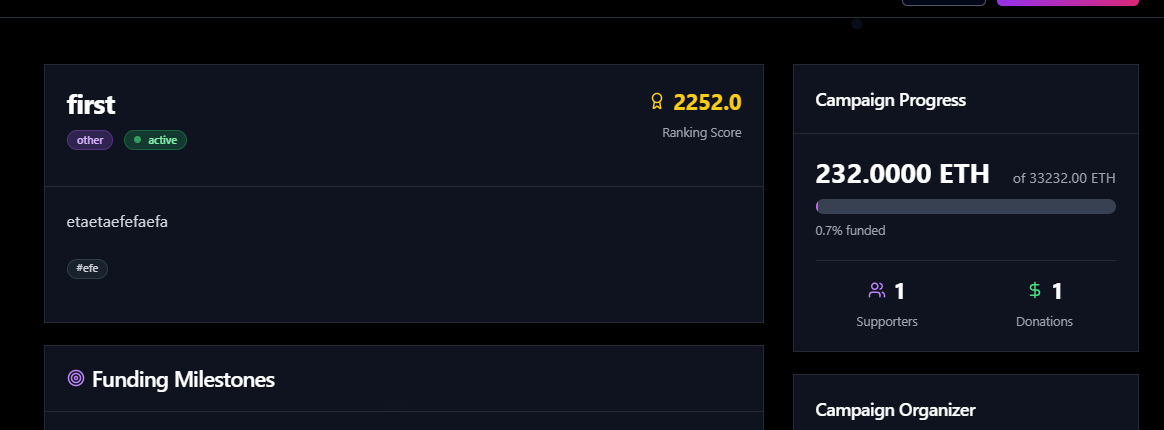 first
2252.0
other
active
Ranking Score
etaetaefefaefa
#efe
Funding Milestones
Campaign Progress
232.0000 ETH
of 33232.00 ETH
0.7% funded
1
1
Supporters
Donations
Campaign Organizer